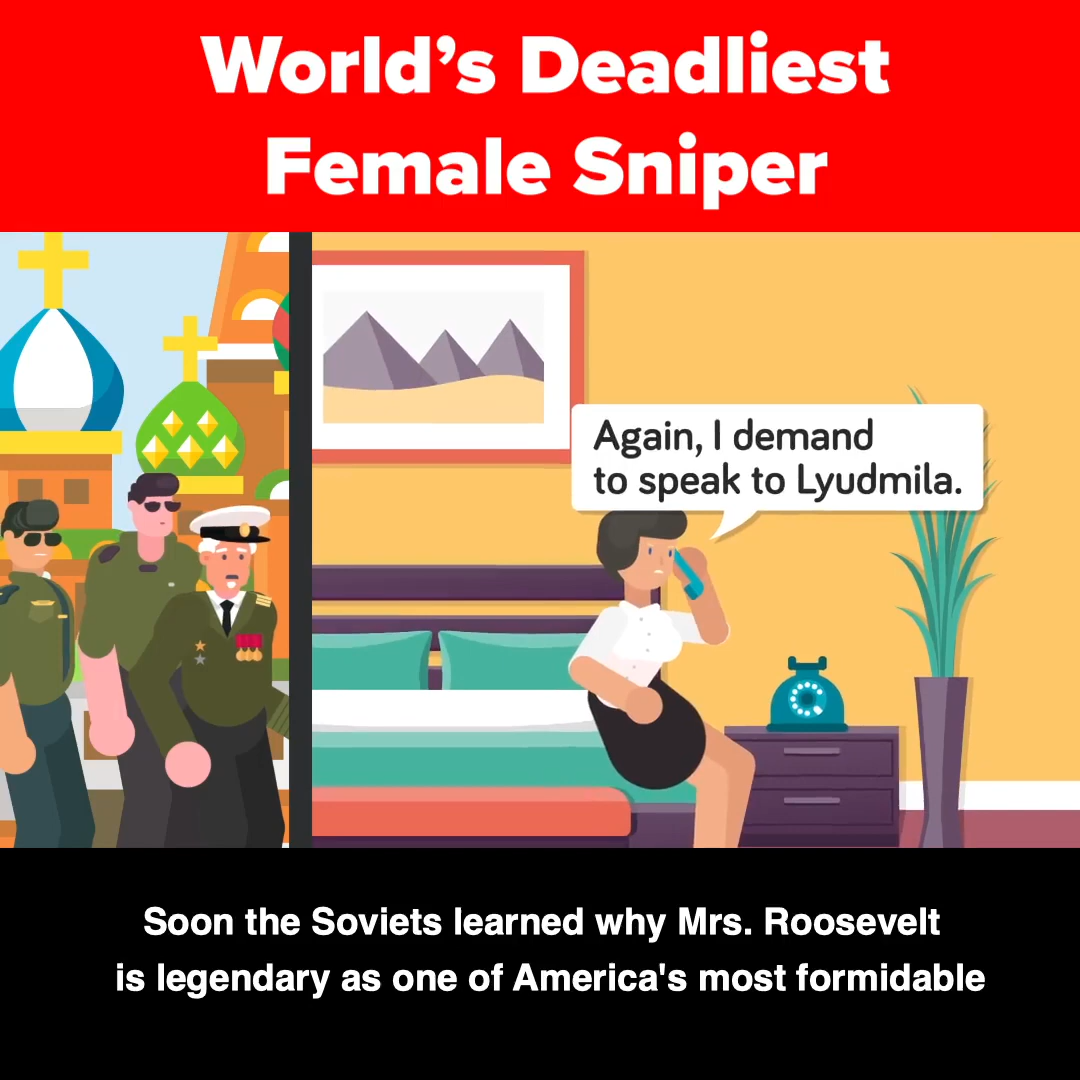 World’s Deadliest
Female Sniper
Again, I demand
to speak to Lyudmila.
Soon the Soviets learned why Mrs. Roosevelt
is legendary as one of America's most formidable